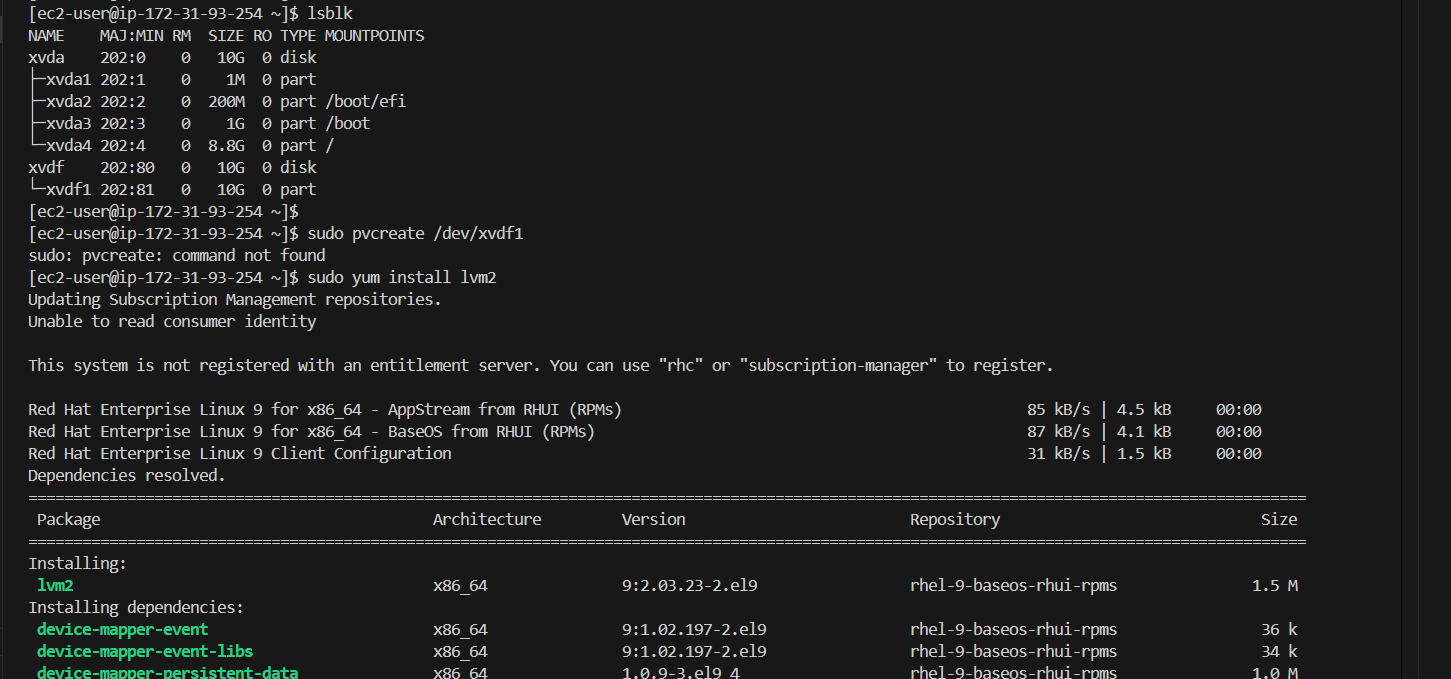 [ec2-user@ip-172-31-93-254 ~]$ lsblk
NAME    MAJ:MIN RM  SIZE RO TYPE MOUNTPOINTS
xvda    202:0    0   10G  0 disk
├─xvda1 202:1    0    1M  0 part
├─xvda2 202:2    0  200M  0 part /boot/efi
├─xvda3 202:3    0    1G  0 part /boot
└─xvda4 202:4    0  8.8G  0 part /
xvdf    202:80   0   10G  0 disk
└─xvdf1 202:81   0   10G  0 part
[ec2-user@ip-172-31-93-254 ~]$
[ec2-user@ip-172-31-93-254 ~]$ sudo pvcreate /dev/xvdf1
sudo: pvcreate: command not found
[ec2-user@ip-172-31-93-254 ~]$ sudo yum install lvm2
Updating Subscription Management repositories.
Unable to read consumer identity
This system is not registered with an entitlement server. You can use "rhc" or "subscription-manager" to register.
Red Hat Enterprise Linux 9 for x86_64 - AppStream from RHUI (RPMs) 85 kB/s | 4.5 kB 00:00
Red Hat Enterprise Linux 9 for x86_64 - BaseOS from RHUI (RPMs) 87 kB/s | 4.1 kB 00:00
Red Hat Enterprise Linux 9 Client Configuration 31 kB/s | 1.5 kB 00:00
Dependencies resolved.
Package Architecture Version Repository Size
Installing:
lvm2 x86_64 9:2.03.23-2.el9 rhel-9-baseos-rhui-rpms 1.5 M
Installing dependencies:
device-mapper-event x86_64 9:1.02.197-2.el9 rhel-9-baseos-rhui-rpms 36 k
device-mapper-event-libs x86_64 9:1.02.197-2.el9 rhel-9-baseos-rhui-rpms 34 k
device-mapper-persistent-data x86_64 1.0.9-3.el9_4 rhel-9-baseos-rhui-rpms 1.0 M